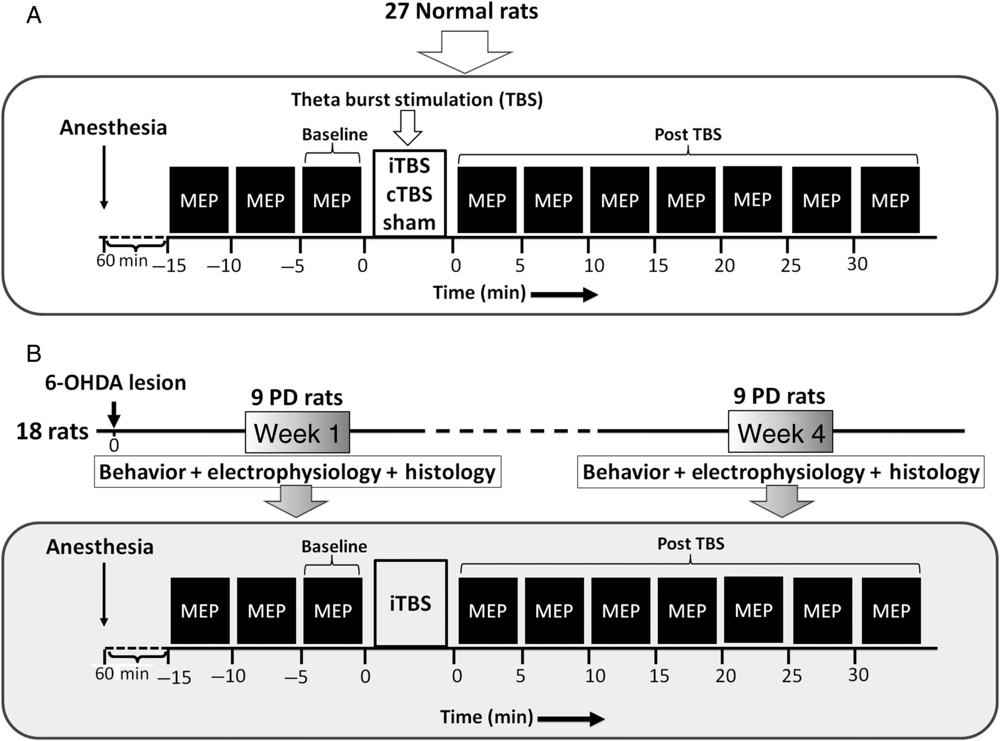 A
27 Normal rats
Theta burst stimulation (TBS)
Anesthesia
Baseline
Post TBS
MEP MEP MEP
iTBS
cTBS
sham
MEP MEP MEP MEP MEP MEP MEP
60 min –15 –10 –5 0 0 5 10 15 20 25 30
Time (min)
B
6-OHDA lesion
9 PD rats
9 PD rats
18 rats
0
Week 1
Week 4
Behavior + electrophysiology + histology
Behavior + electrophysiology + histology
Anesthesia
Baseline
Post TBS
MEP MEP MEP
iTBS
MEP MEP MEP MEP MEP MEP MEP
60 min –15 –10 –5 0 0 5 10 15 20 25 30
Time (min)